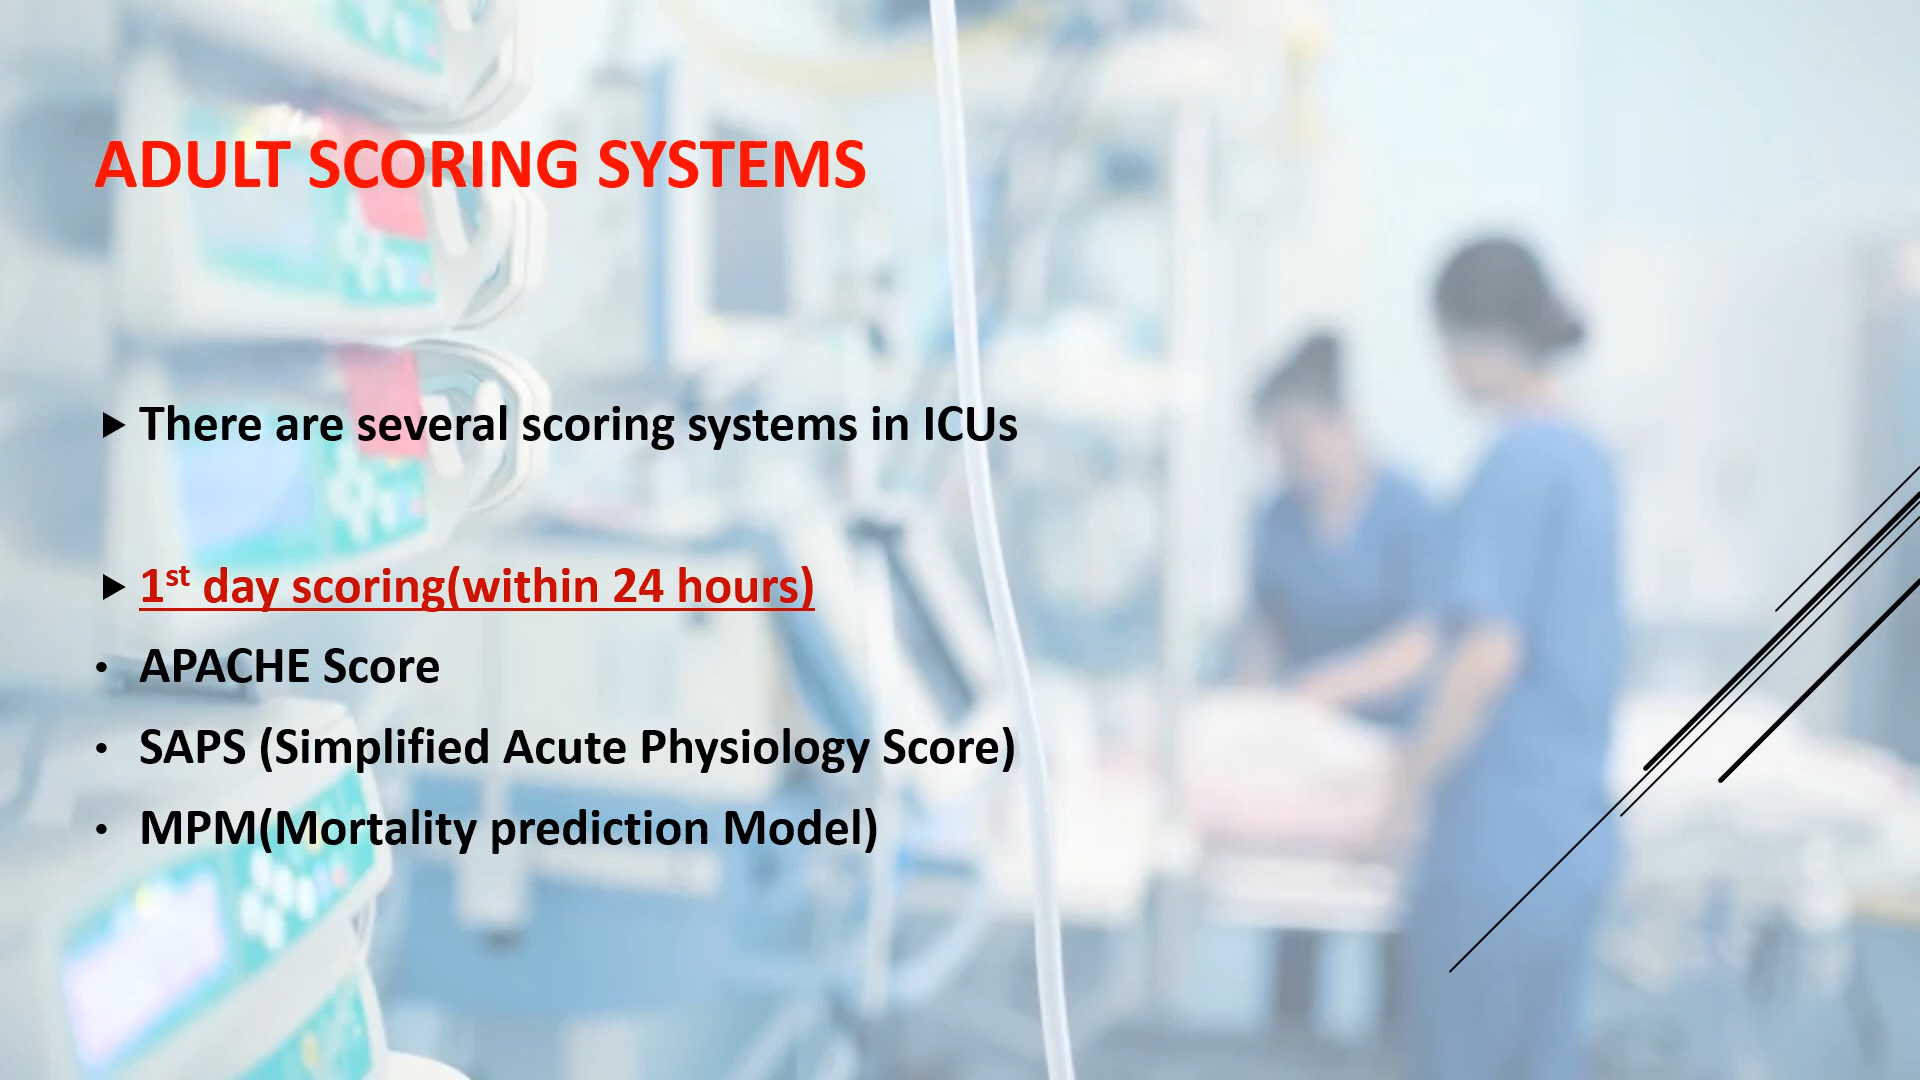 ADULT SCORING SYSTEMS
There are several scoring systems in ICUs
1st day scoring(within 24 hours)
APACHE Score
SAPS (Simplified Acute Physiology Score)
MPM(Mortality prediction Model)